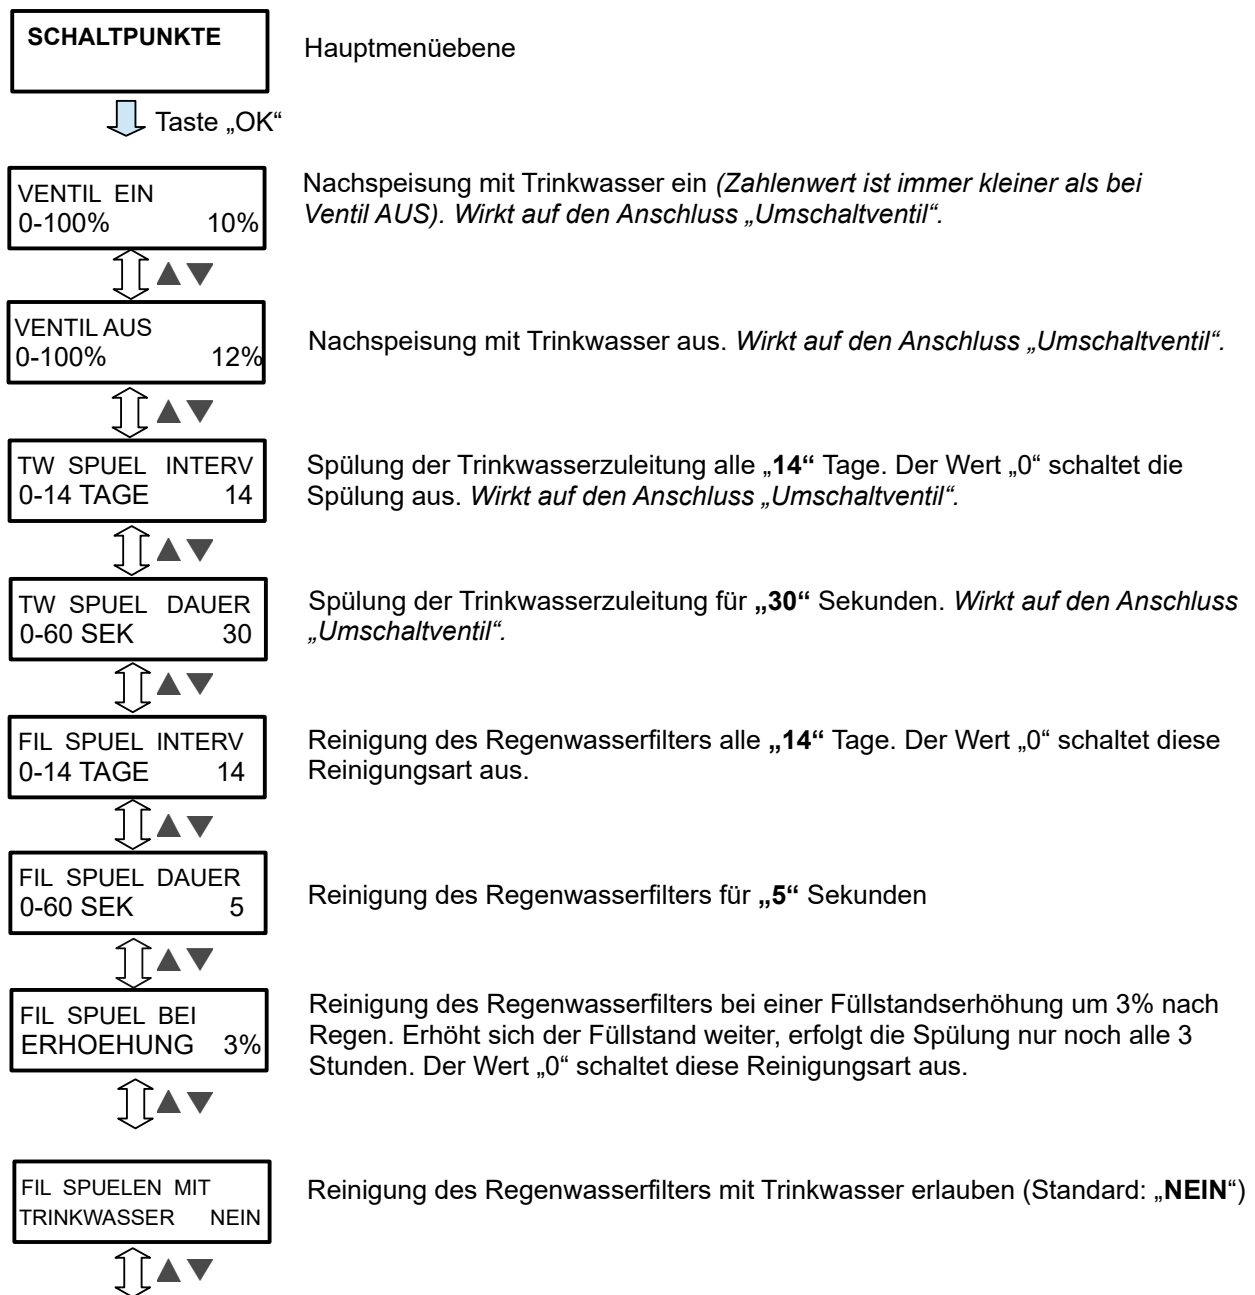 SCHALTPUNKTE
Hauptmenüebene
Taste „OK“
VENTIL EIN
0-100% 10%
Nachspeisung mit Trinkwasser ein (Zahlenwert ist immer kleiner als bei
Ventil AUS). Wirkt auf den Anschluss „Umschaltventil“.
VENTIL AUS
0-100% 12%
Nachspeisung mit Trinkwasser aus. Wirkt auf den Anschluss „Umschaltventil“.
TW SPUEL INTERV
0-14 TAGE 14
Spülung der Trinkwasserzuleitung alle „14“ Tage. Der Wert „0“ schaltet die
Spülung aus. Wirkt auf den Anschluss „Umschaltventil“.
TW SPUEL DAUER
0-60 SEK 30
Spülung der Trinkwasserzuleitung für „30“ Sekunden. Wirkt auf den Anschluss
„Umschaltventil“.
FIL SPUEL INTERV
0-14 TAGE 14
Reinigung des Regenwasserfilters alle „14“ Tage. Der Wert „0“ schaltet diese
Reinigungsart aus.
FIL SPUEL DAUER
0-60 SEK 5
Reinigung des Regenwasserfilters für „5“ Sekunden
FIL SPUEL BEI
ERHOEHUNG 3%
Reinigung des Regenwasserfilters bei einer Füllstandserhöhung um 3% nach
Regen. Erhöht sich der Füllstand weiter, erfolgt die Spülung nur noch alle 3
Stunden. Der Wert „0“ schaltet diese Reinigungsart aus.
FIL SPUELEN MIT
TRINKWASSER NEIN
Reinigung des Regenwasserfilters mit Trinkwasser erlauben (Standard: „NEIN“)